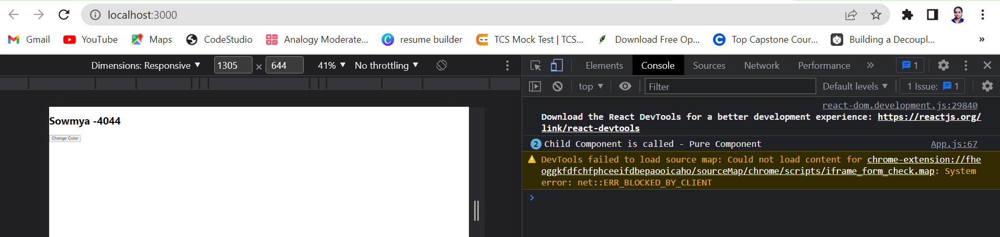 localhost:3000
Gmail YouTube Maps CodeStudio Analogy Moderate... resume builder TCS Mock Test | TCS... Download Free Op... Top Capstone Cour... Building a Decoupl... »
Dimensions: Responsive ▼ 1305 × 644 41% ▼ No throttling ▼
Elements Console Sources Network Performance » 1
top ▼ Filter Default levels ▼ 1 Issue: 1
Sowmya -4044
Change Color
react-dom.development.js:29840
Download the React DevTools for a better development experience: https://reactjs.org/
link/react-devtools
2 Child Component is called - Pure Component App.js:67
DevTools failed to load source map: Could not load content for chrome-extension://fhe
oggkfdfchfphceeifdbepaooicaho/sourceMap/chrome/scripts/iframe_form_check.map: System
error: net::ERR_BLOCKED_BY_CLIENT